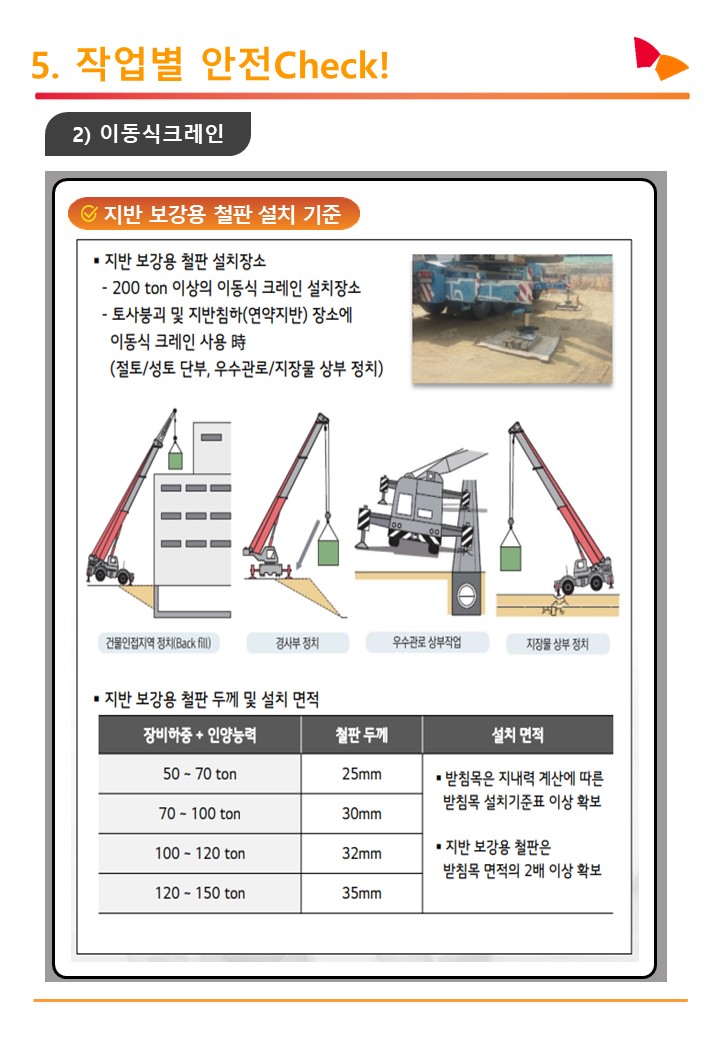 5. 작업별 안전Check!
2) 이동식크레인
지반 보강용 철판 설치 기준
▪ 지반 보강용 철판 설치장소
- 200 ton 이상의 이동식 크레인 설치장소
- 토사붕괴 및 지반침하(연약지반) 장소에
이동식 크레인 사용 時
(절토/성토 단부, 우수관로/지장물 상부 정치)
건물인접지역 정치(Back fill)
경사부 정치
우수관로 상부작업
지장물 상부 정치
▪ 지반 보강용 철판 두께 및 설치 면적
장비하중 + 인양능력 철판 두께 설치 면적
50 ~ 70 ton 25mm
70 ~ 100 ton 30mm
100 ~ 120 ton 32mm
120 ~ 150 ton 35mm
▪ 받침목은 지내력 계산에 따른
받침목 설치기준표 이상 확보
▪ 지반 보강용 철판은
받침목 면적의 2배 이상 확보